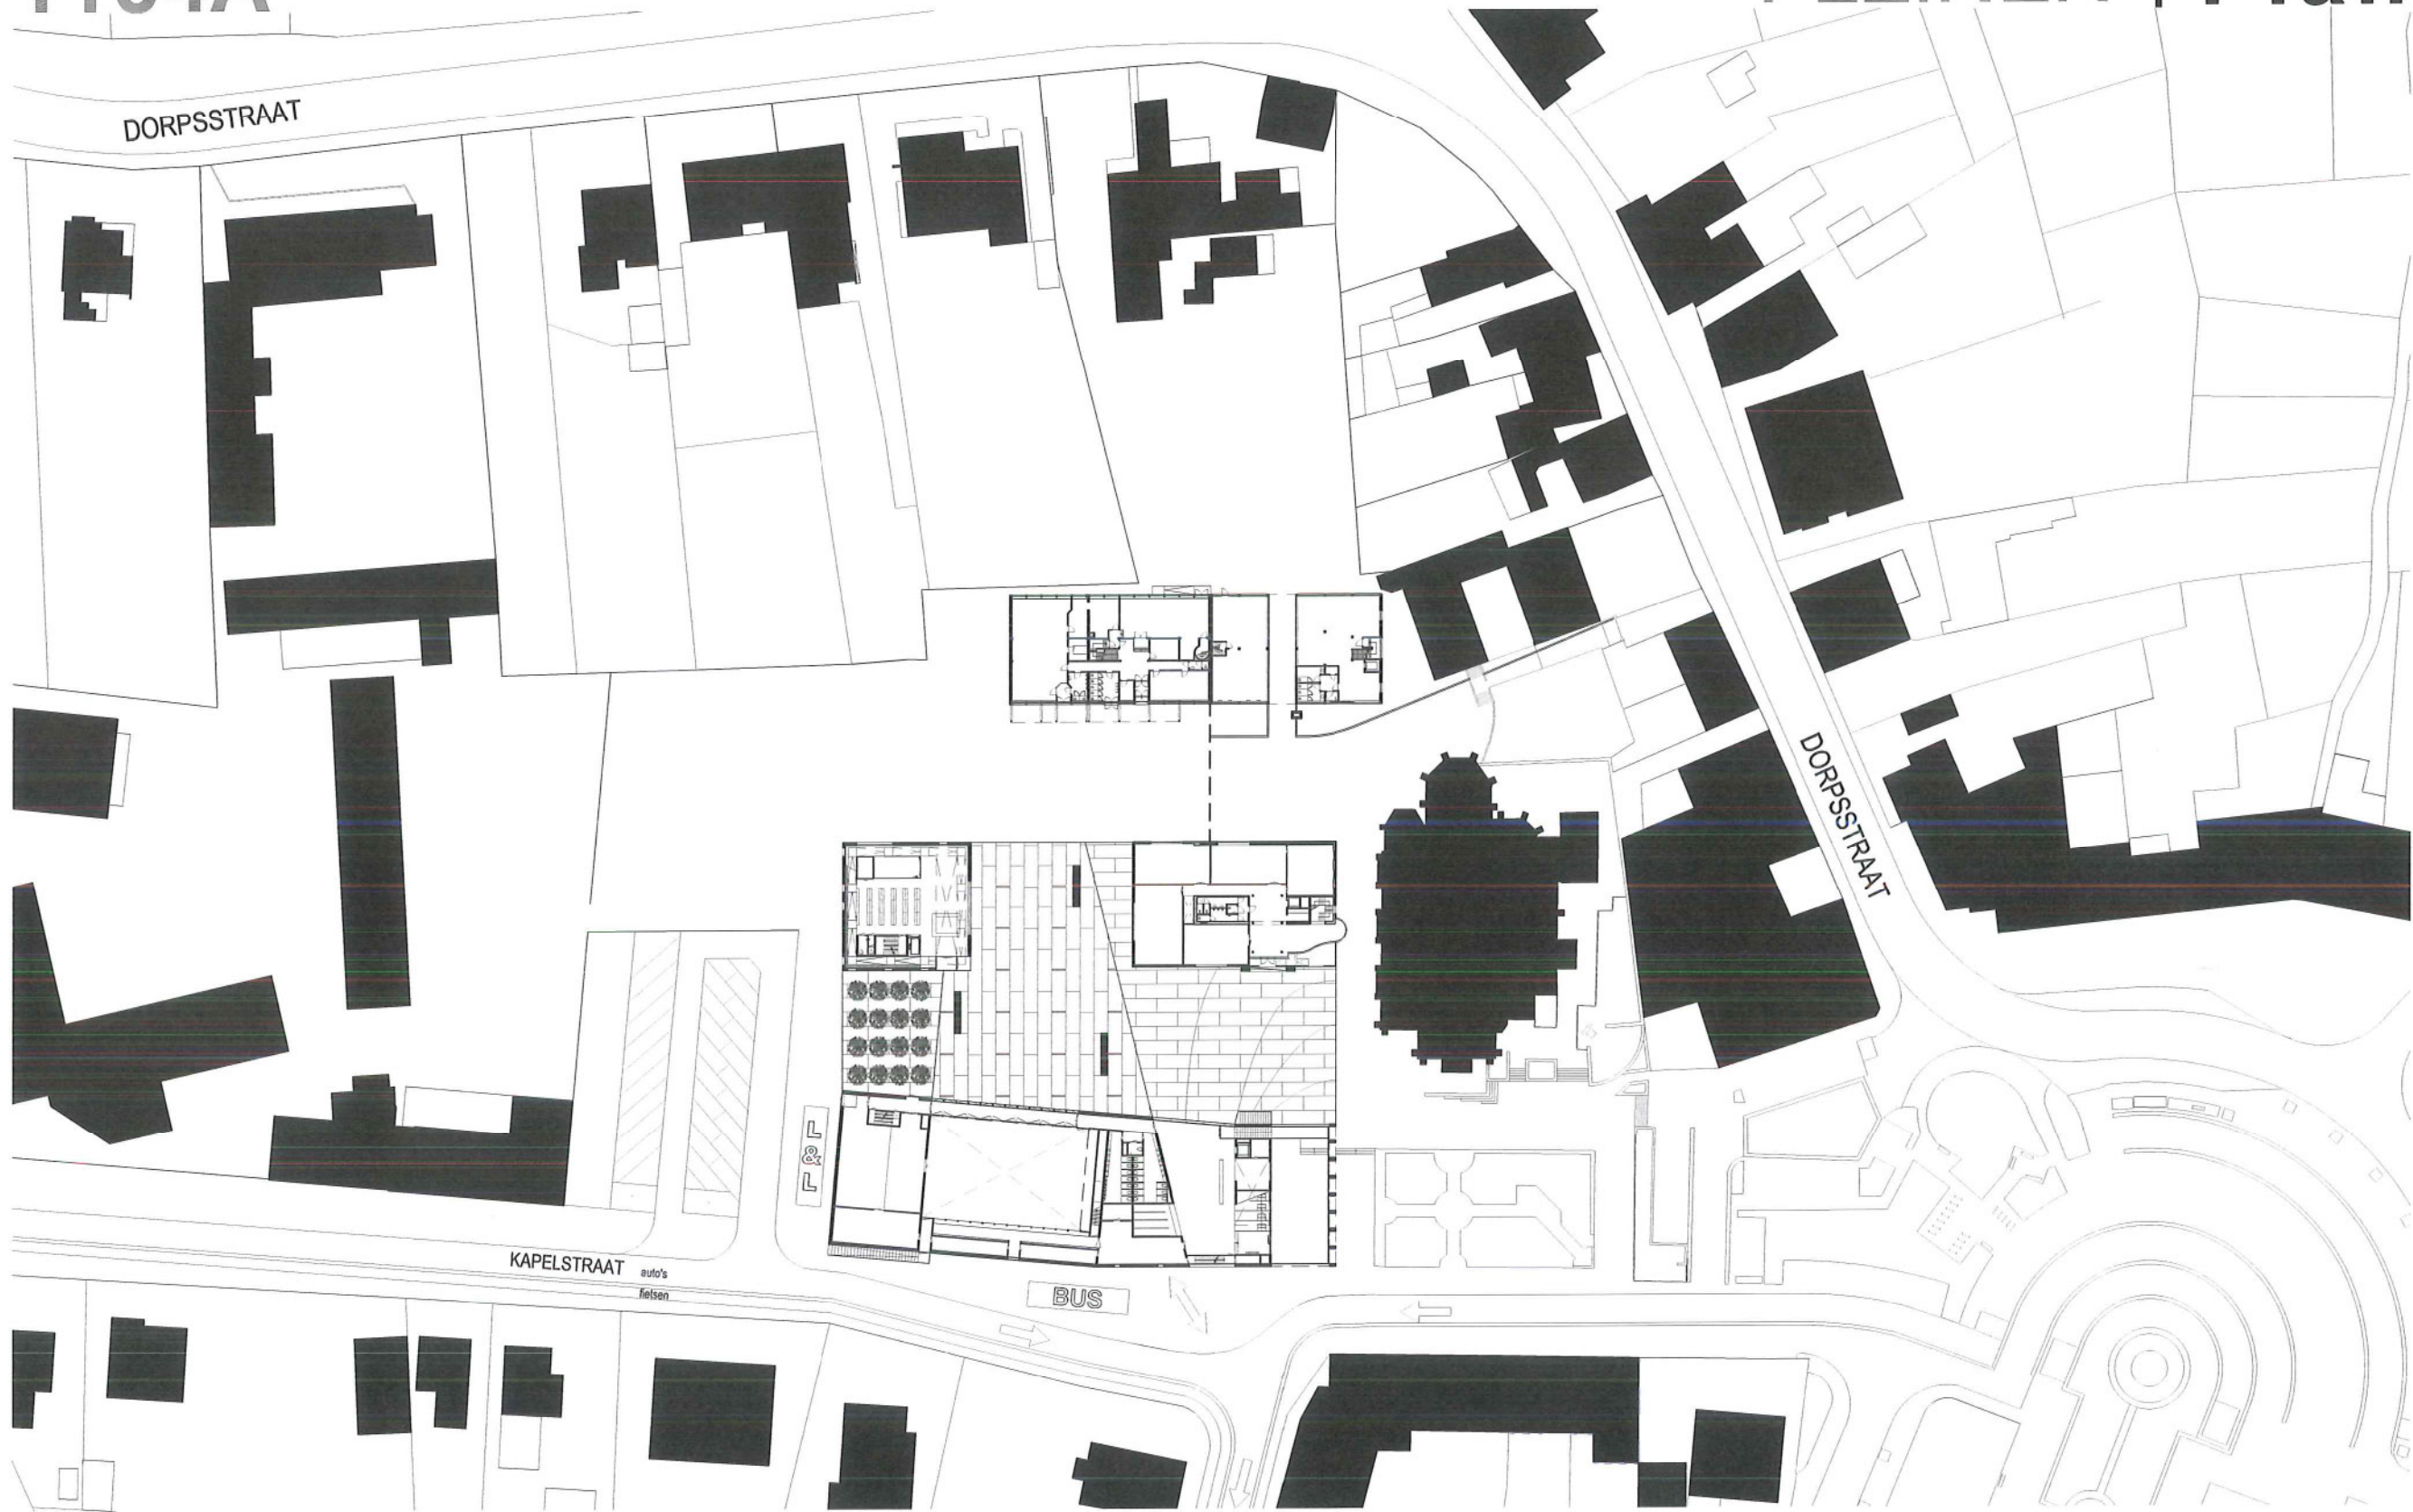 DORPSSTRAAT
DORPSSTRAAT
L&L
KAPELSTRAAT auto's
fietsen
BUS